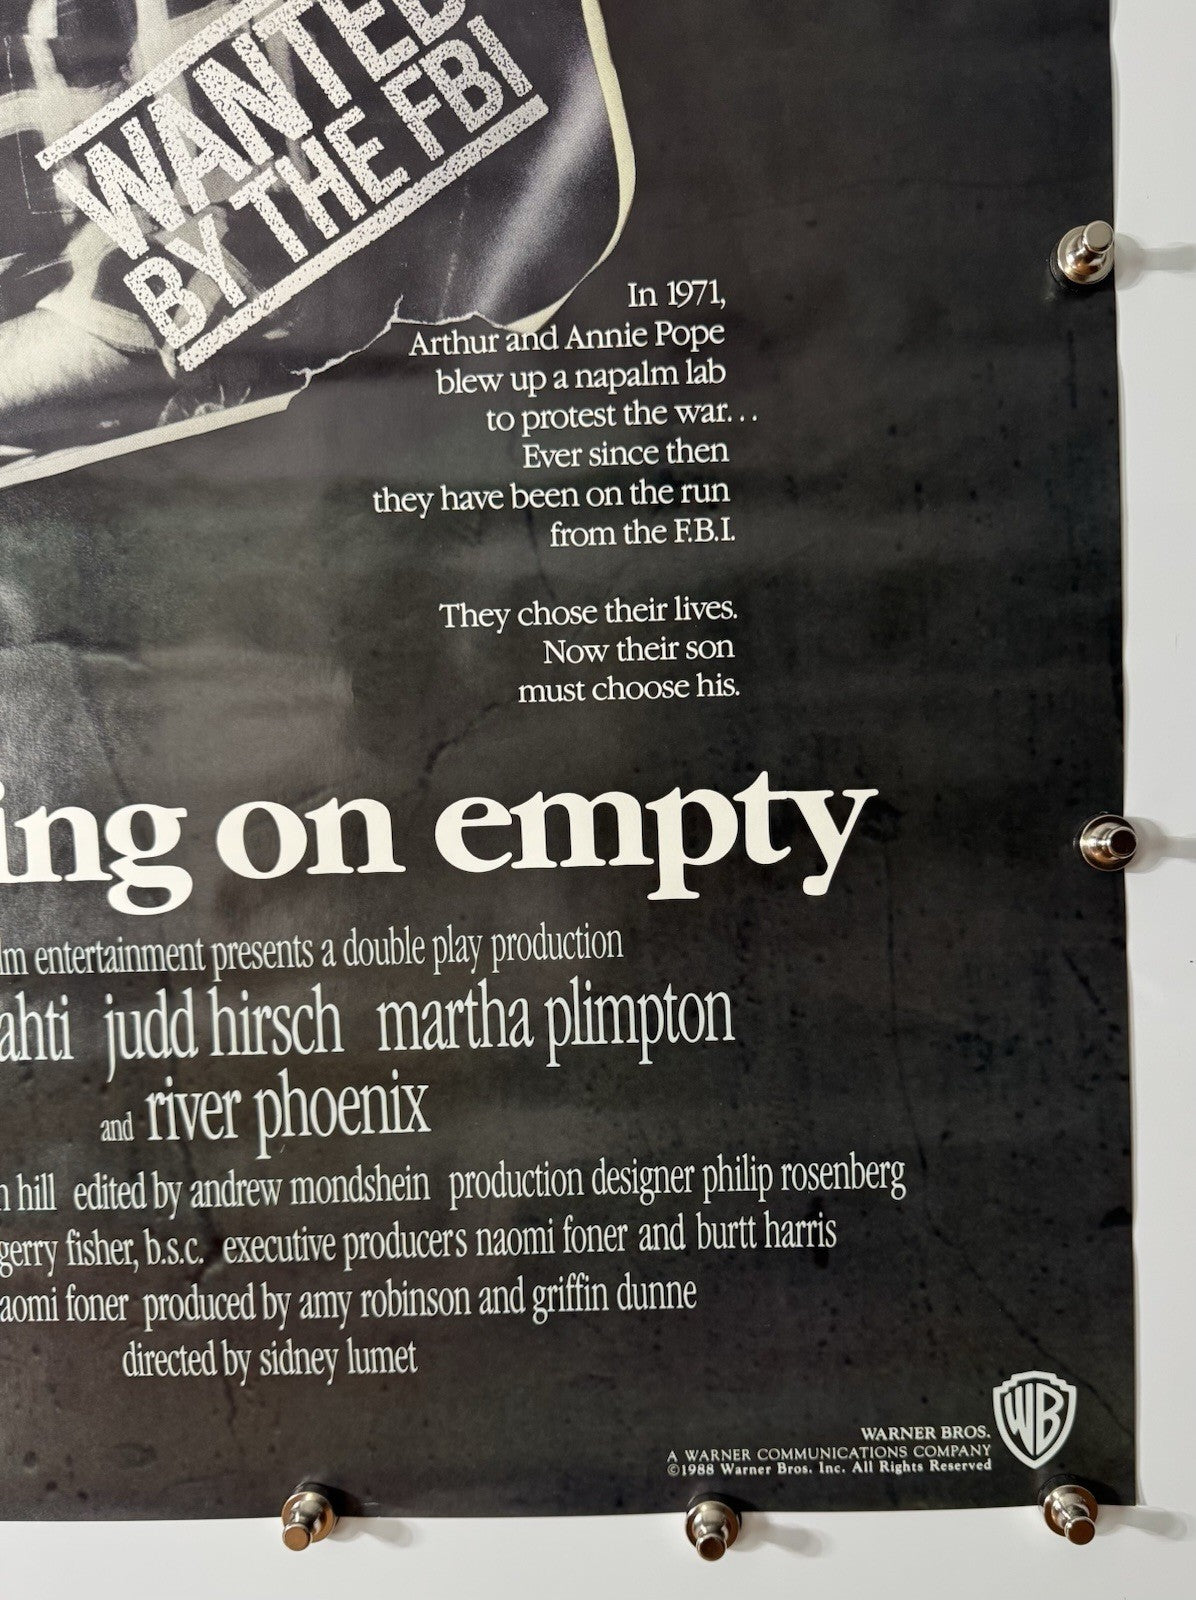 WANTED
BY THE FBI
In 1971,
Arthur and Annie Pope
blew up a napalm lab
to protest the war...
Ever since then
they have been on the run
from the F.B.I.
They chose their lives.
Now their son
must choose his.
ing on empty
lm entertainment presents a double play production
ahti judd hirsch martha plimpton
and river phoenix
n hill edited by andrew mondshein production designer philip rosenberg
gerry fisher, b.s.c. executive producers naomi foner and burtt harris
aomi foner produced by amy robinson and griffin dunne
directed by sidney lumet
WB
WARNER BROS.
A WARNER COMMUNICATIONS COMPANY
©1988 Warner Bros. Inc. All Rights Reserved